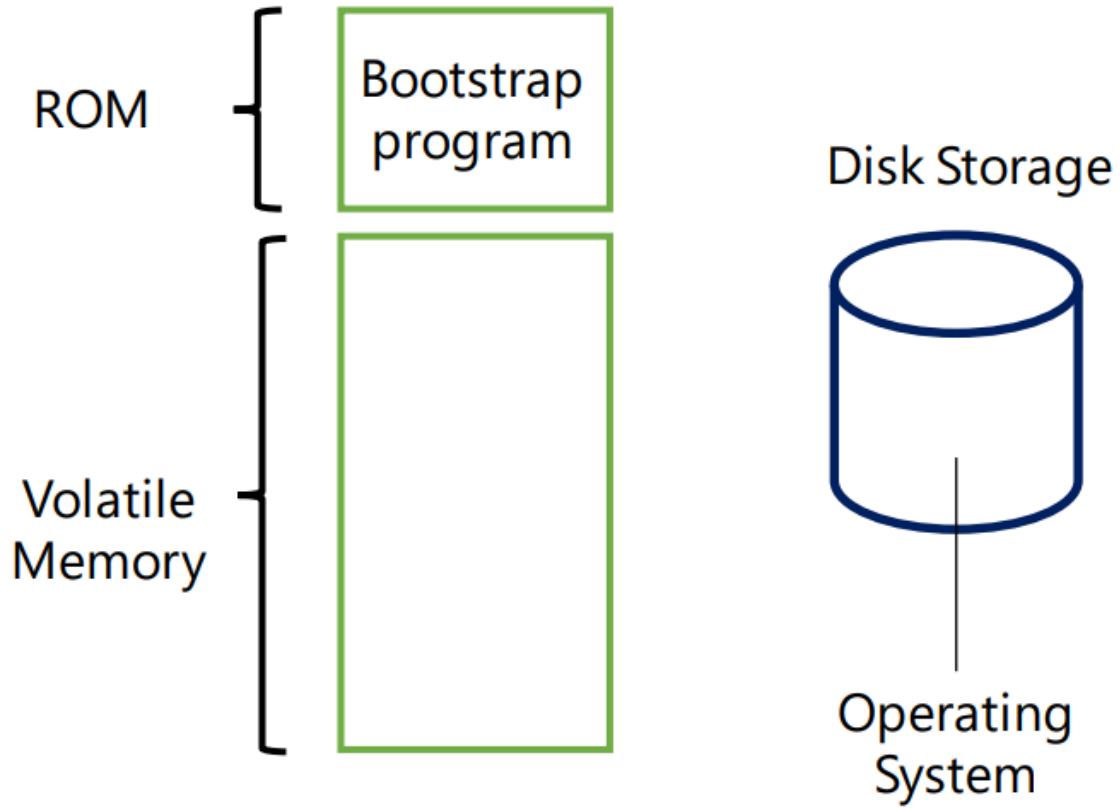 ROM
Bootstrap
program
Disk Storage
Volatile
Memory
Operating
System